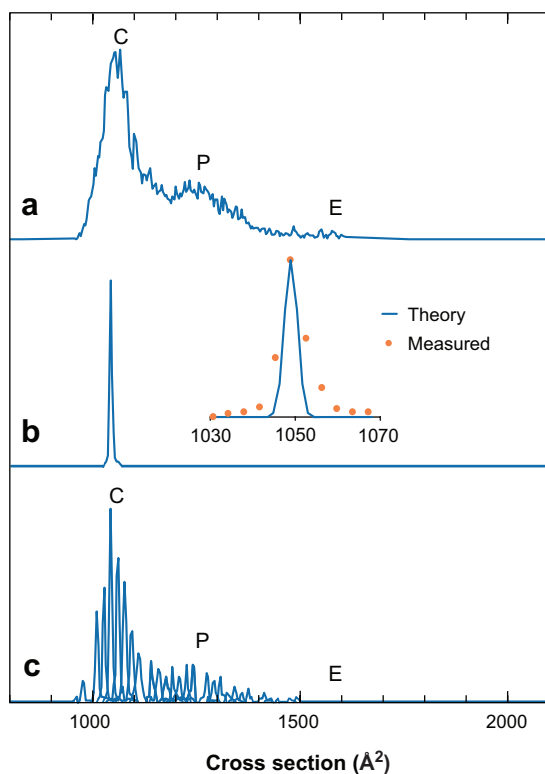 C
P
a
E
Theory
Measured
b
1030 1050 1070
C
P
c
E
1000 1500 2000
Cross section (Å²)